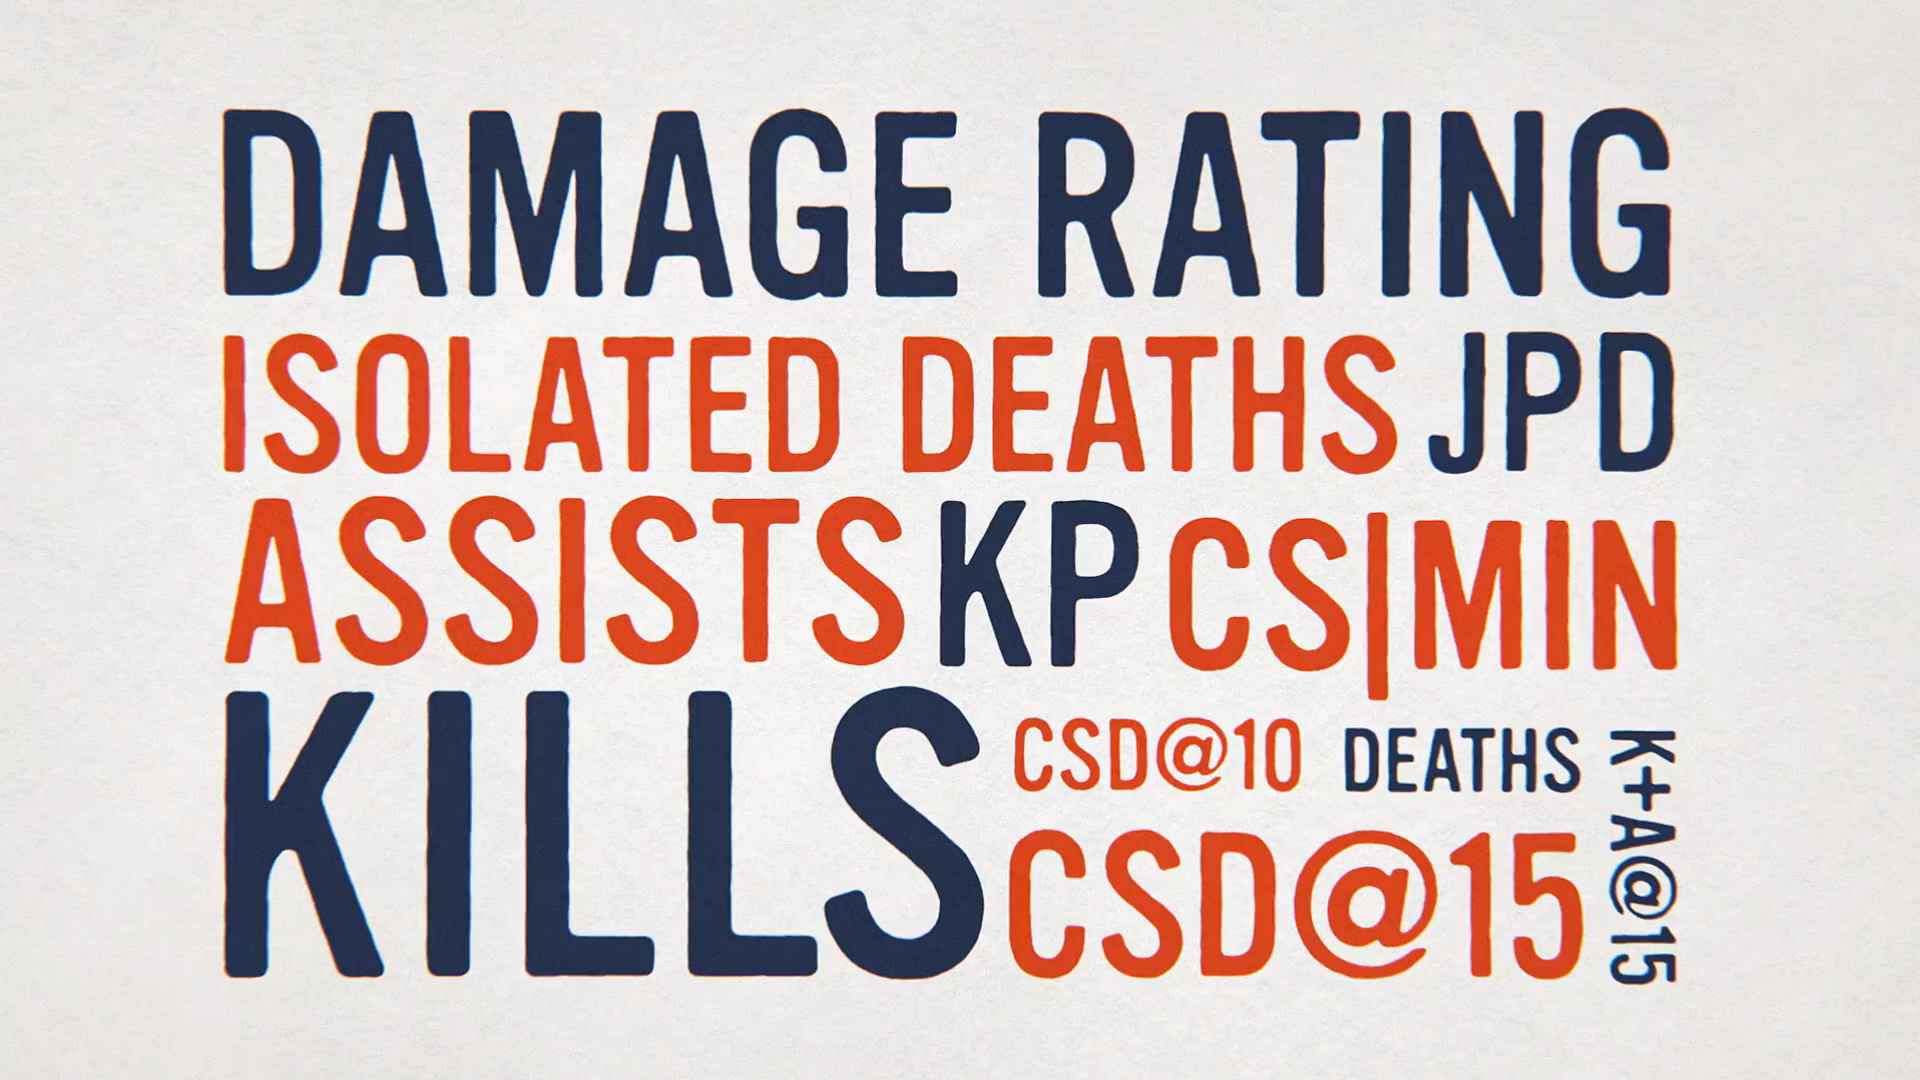 DAMAGE RATING
ISOLATED DEATHS JPD
ASSISTS KP CS|MIN
KILLS
CSD@10 DEATHS
CSD@15
K+A@15